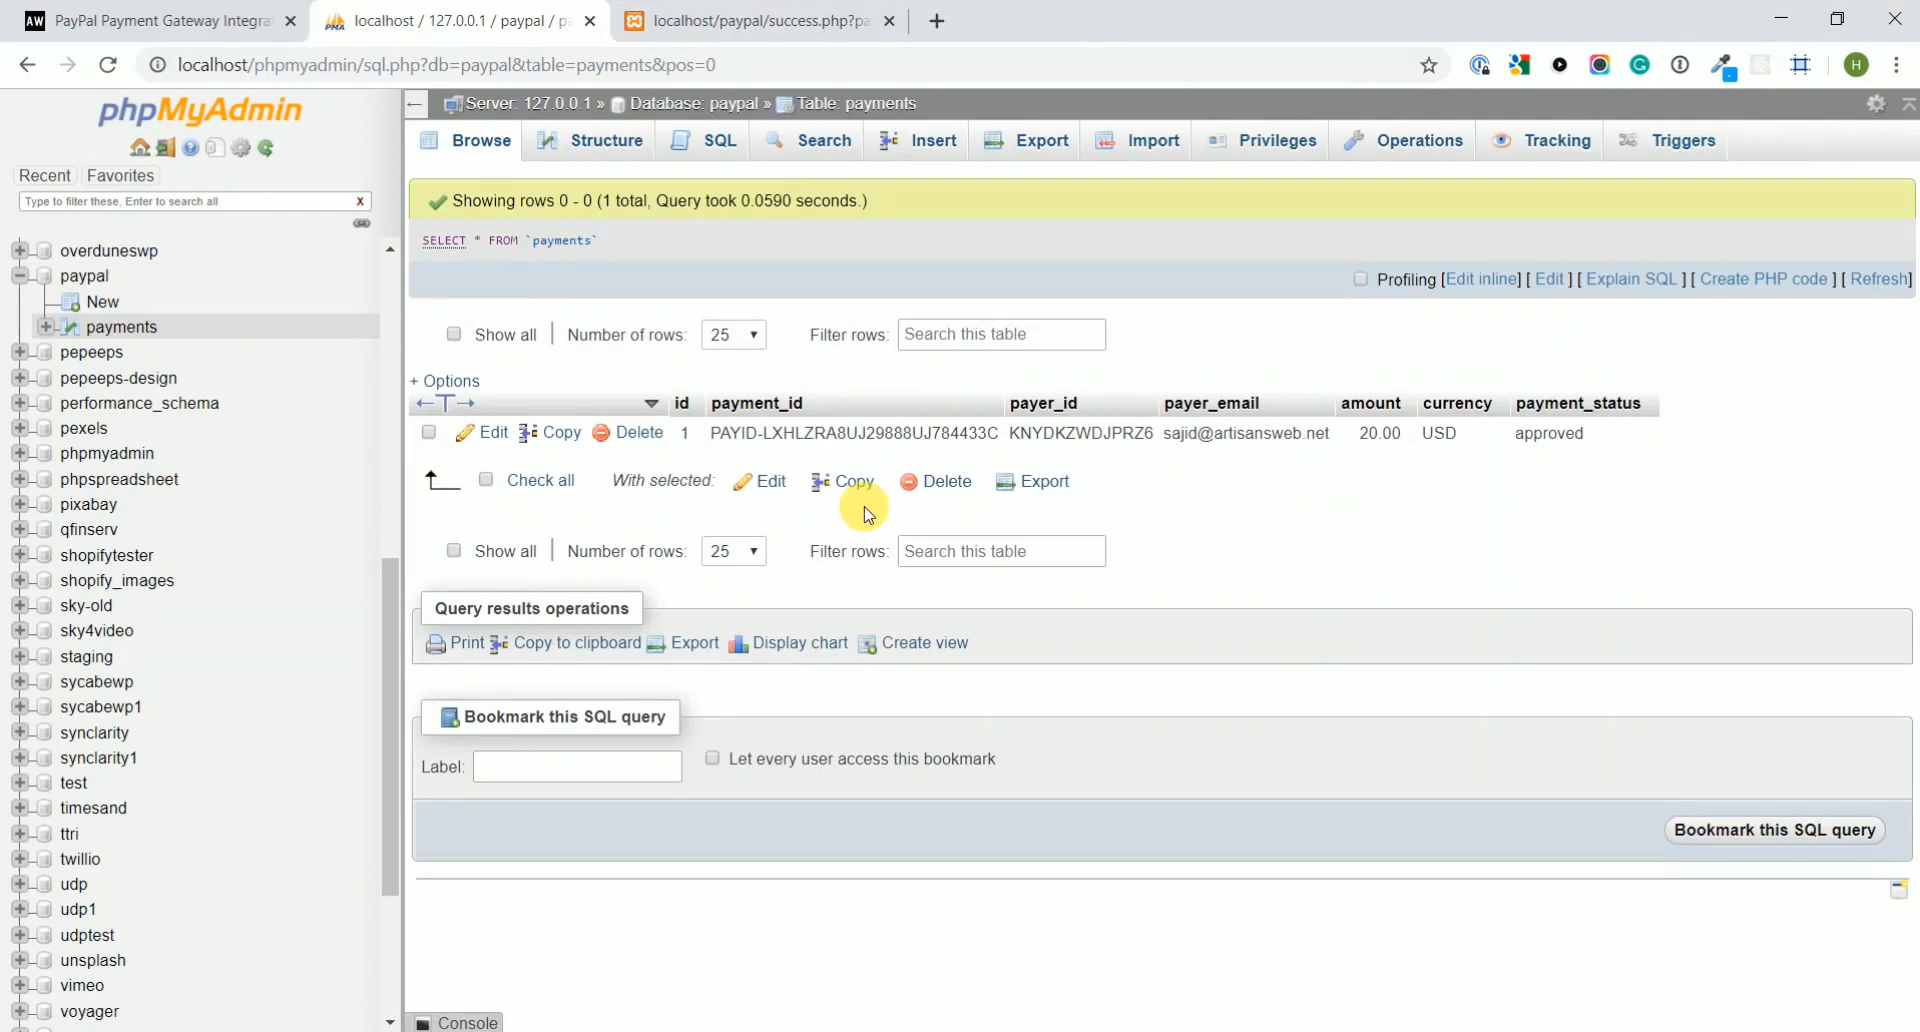 PayPal Payment Gateway Integra
localhost / 127.0.0.1 / paypal / pa
localhost/paypal/success.php?pa
localhost/phpmyadmin/sql.php?db=paypal&table=payments&pos=0
H
phpMyAdmin
Recent Favorites
Type to filter these, Enter to search all X
overduneswp
paypal
New
payments
pepeeps
pepeeps-design
performance_schema
pexels
phpmyadmin
phpspreadsheet
pixabay
qfinserv
shopifytester
shopify_images
sky-old
sky4video
staging
sycabewp
sycabewp1
synclarity
synclarity1
test
timesand
ttri
twillio
udp
udp1
udptest
unsplash
vimeo
voyager
Server: 127.0.0.1 » Database: paypal » Table: payments
Browse Structure SQL Search Insert Export Import Privileges Operations Tracking Triggers
Showing rows 0 - 0 (1 total, Query took 0.0590 seconds.)
SELECT * FROM `payments`
Profiling [Edit inline] [ Edit ] [ Explain SQL ] [ Create PHP code ] [ Refresh]
Show all Number of rows: 25 Filter rows: Search this table
+ Options
id payment_id payer_id payer_email amount currency payment_status
Edit Copy Delete 1 PAYID-LXHLZRA8UJ29888UJ784433C KNYDKZWDJPRZ6 sajid@artisansweb.net 20.00 USD approved
Check all With selected: Edit Copy Delete Export
Show all Number of rows: 25 Filter rows: Search this table
Query results operations
Print Copy to clipboard Export Display chart Create view
Bookmark this SQL query
Label: Let every user access this bookmark
Bookmark this SQL query
Console